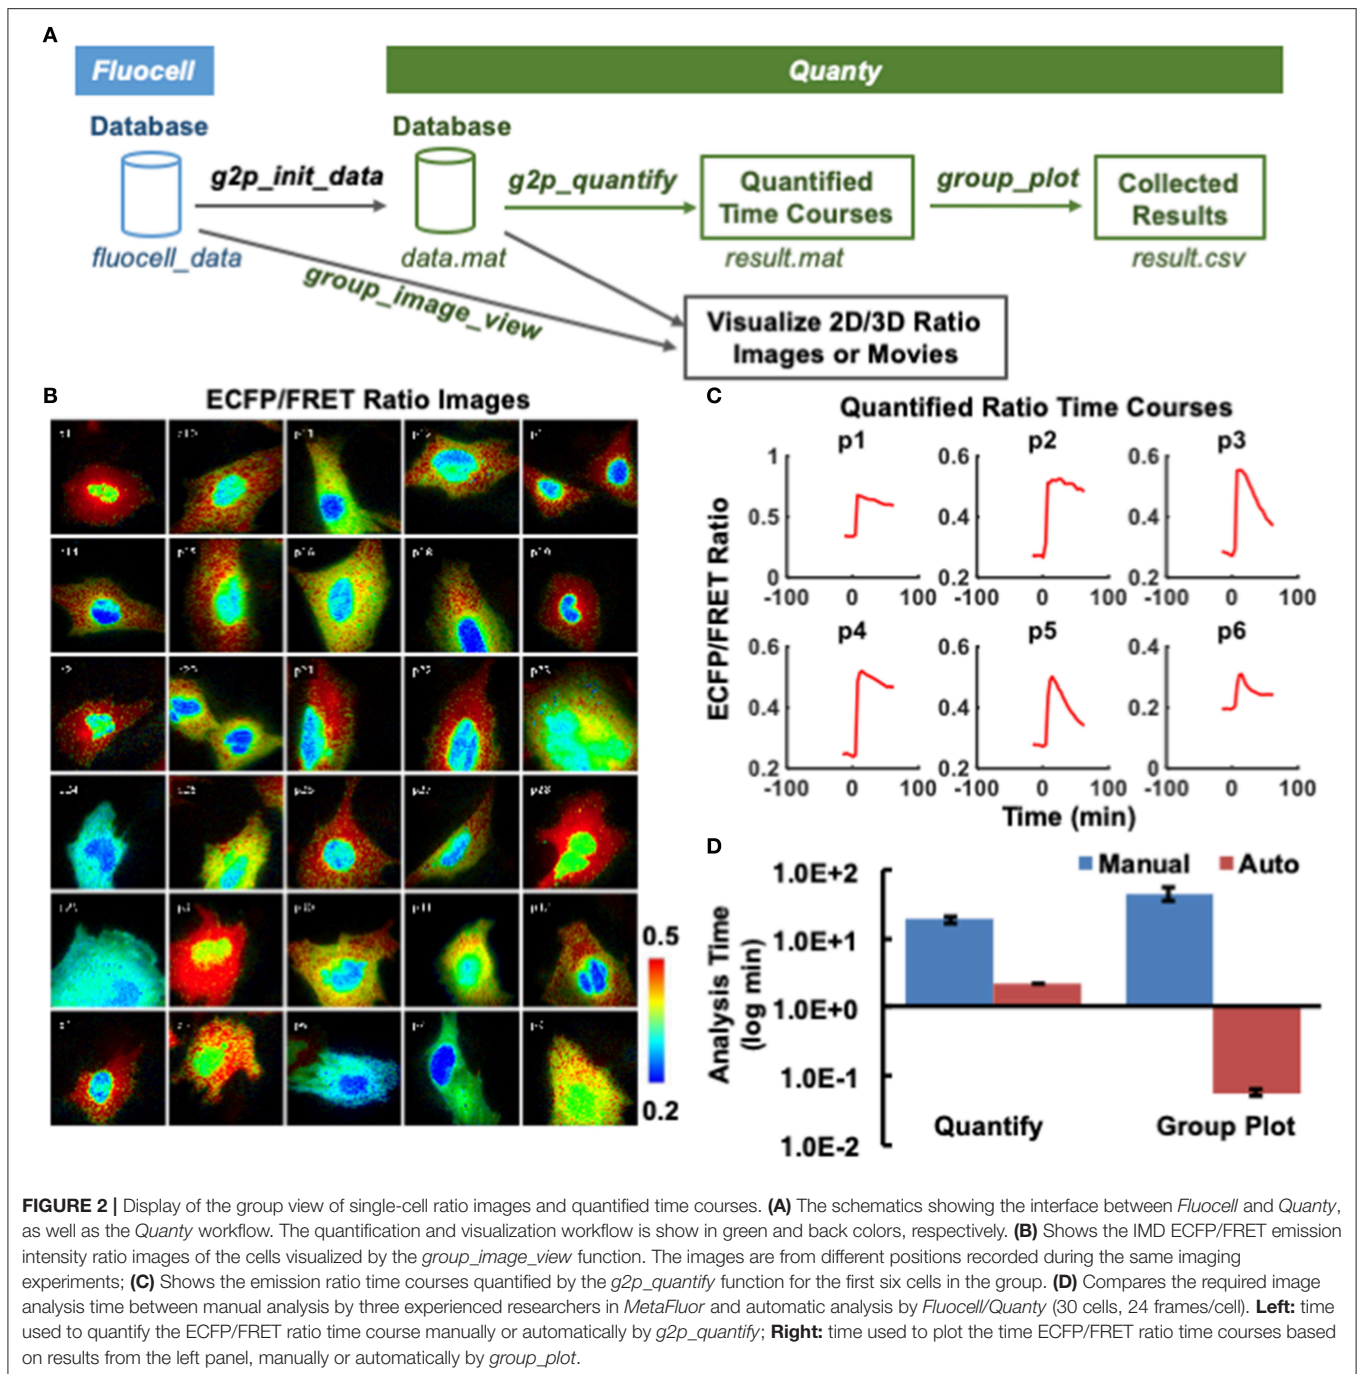 A
Fluocell
Quanty
Database
Database
g2p_init_data
g2p_quantify
Quantified
Time Courses
group_plot
Collected
Results
fluocell_data
data.mat
result.mat
result.csv
group_image_view
Visualize 2D/3D Ratio
Images or Movies
B
ECFP/FRET Ratio Images
p15
p16
p18
p22
p27
p28
0.5
0.2
C
Quantified Ratio Time Courses
ECFP/FRET Ratio
p1
1
0.5
0
-100
0
100
p2
0.6
0.4
0.2
-100
0
100
p3
0.6
0.4
0.2
-100
0
100
p4
0.6
0.4
0.2
-100
0
100
p5
0.6
0.4
0.2
-100
0
100
p6
0.4
0.2
0
-100
0
100
Time (min)
D
Manual
Auto
Analysis Time
(log min)
1.0E+2
1.0E+1
1.0E+0
1.0E-1
1.0E-2
Quantify
Group Plot
FIGURE 2 | Display of the group view of single-cell ratio images and quantified time courses. (A) The schematics showing the interface between Fluocell and Quanty,
as well as the Quanty workflow. The quantification and visualization workflow is show in green and back colors, respectively. (B) Shows the IMD ECFP/FRET emission
intensity ratio images of the cells visualized by the group_image_view function. The images are from different positions recorded during the same imaging
experiments; (C) Shows the emission ratio time courses quantified by the g2p_quantify function for the first six cells in the group. (D) Compares the required image
analysis time between manual analysis by three experienced researchers in MetaFluor and automatic analysis by Fluocell/Quanty (30 cells, 24 frames/cell). Left: time
used to quantify the ECFP/FRET ratio time course manually or automatically by g2p_quantify; Right: time used to plot the time ECFP/FRET ratio time courses based
on results from the left panel, manually or automatically by group_plot.